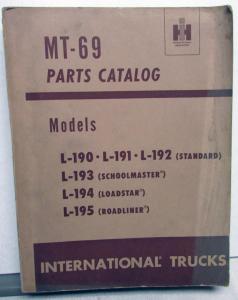 MT-69
PARTS CATALOG
Models
L-190 • L-191 • L-192 (STANDARD)
L-193 (SCHOOLMASTER®)
L-194 (LOADSTAR®)
L-195 (ROADLINER®)
INTERNATIONAL® TRUCKS